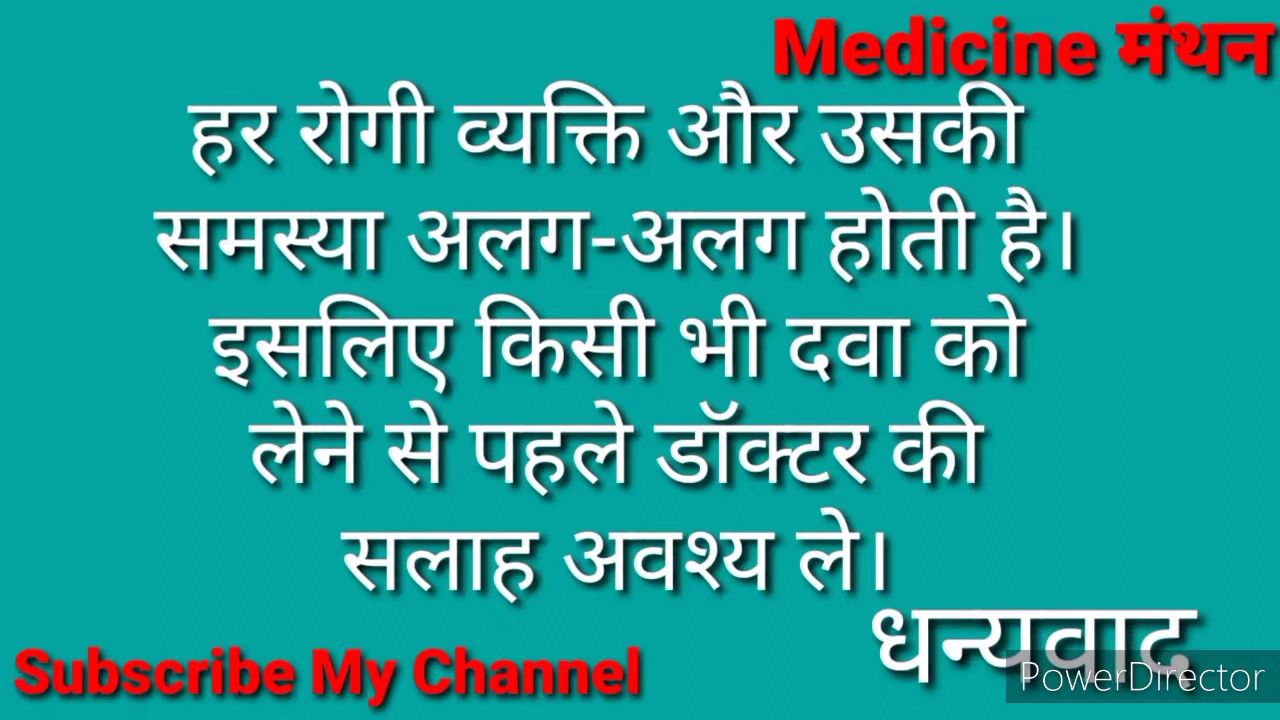 Medicine मंथन
हर रोगी व्यक्ति और उसकी
समस्या अलग-अलग होती है।
इसलिए किसी भी दवा को
लेने से पहले डॉक्टर की
सलाह अवश्य ले।
धन्यवाद
Subscribe My Channel
PowerDirector